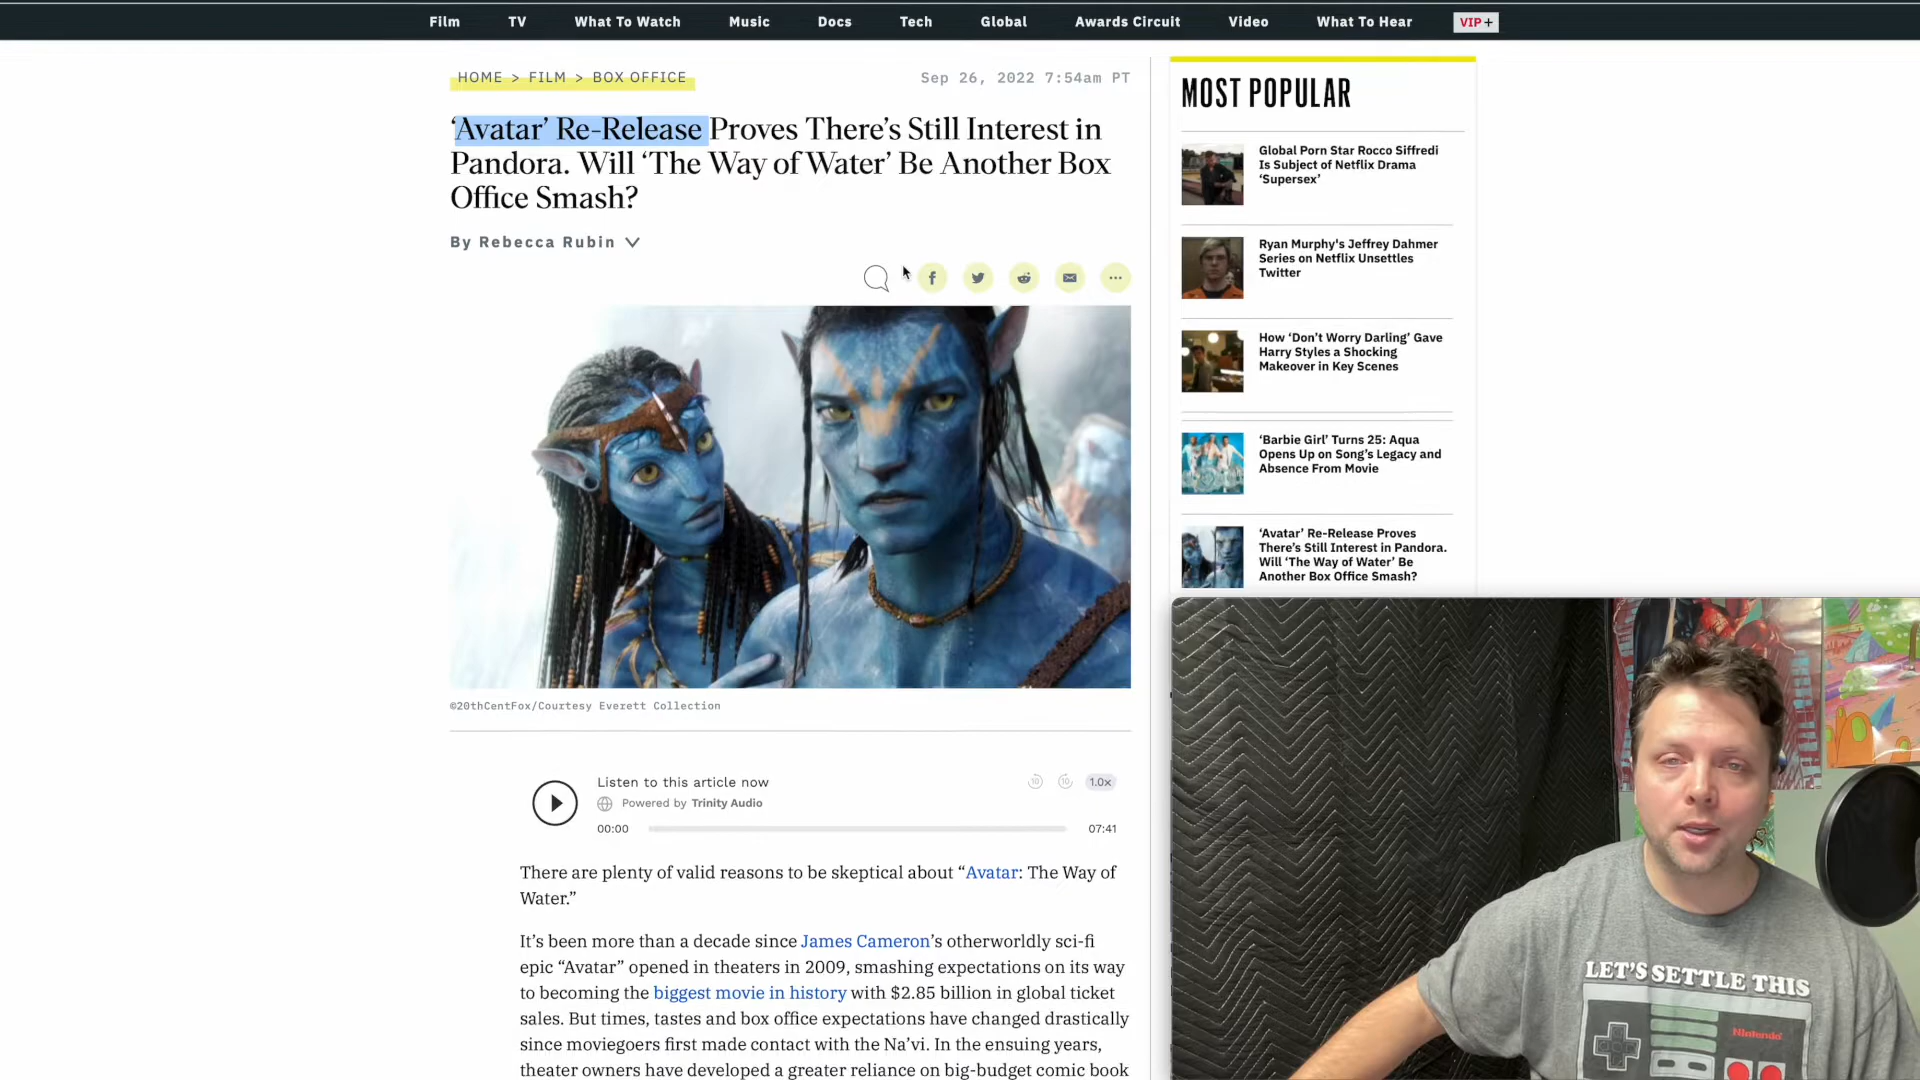 Film TV What To Watch Music Docs Tech Global Awards Circuit Video What To Hear VIP+
HOME > FILM > BOX OFFICE
Sep 26, 2022 7:54am PT
‘Avatar’ Re-Release Proves There’s Still Interest in
Pandora. Will ‘The Way of Water’ Be Another Box
Office Smash?
By Rebecca Rubin
©20thCentFox/Courtesy Everett Collection
Listen to this article now
10 10 1.0x
Powered by Trinity Audio
00:00 07:41
There are plenty of valid reasons to be skeptical about “Avatar: The Way of
Water.”
It’s been more than a decade since James Cameron’s otherworldly sci-fi
epic “Avatar” opened in theaters in 2009, smashing expectations on its way
to becoming the biggest movie in history with $2.85 billion in global ticket
sales. But times, tastes and box office expectations have changed drastically
since moviegoers first made contact with the Na’vi. In the ensuing years,
theater owners have developed a greater reliance on big-budget comic book
MOST POPULAR
Global Porn Star Rocco Siffredi
Is Subject of Netflix Drama
‘Supersex’
Ryan Murphy's Jeffrey Dahmer
Series on Netflix Unsettles
Twitter
How ‘Don’t Worry Darling’ Gave
Harry Styles a Shocking
Makeover in Key Scenes
‘Barbie Girl’ Turns 25: Aqua
Opens Up on Song’s Legacy and
Absence From Movie
‘Avatar’ Re-Release Proves
There’s Still Interest in Pandora.
Will ‘The Way of Water’ Be
Another Box Office Smash?
LET'S SETTLE THIS
Nintendo